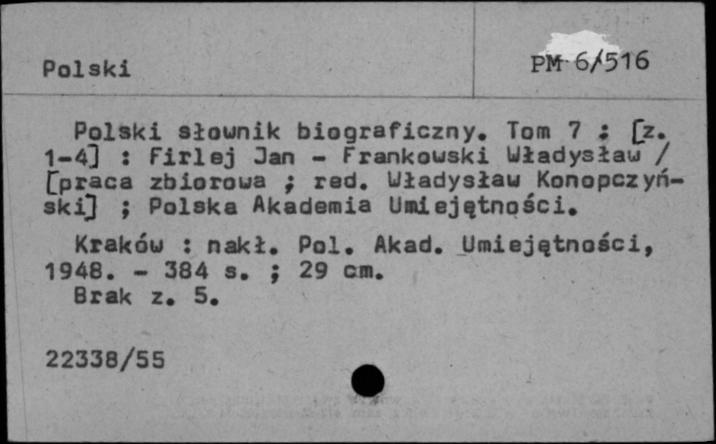 Polski
PM 6/516
Polski słownik biograficzny. Tom 7 : [z.
1-4] : Firlej Jan - Frankowski Władysław /
[praca zbiorowa ; red. Władysław Konopczyń-
ski] ; Polska Akademia Umiejętności.
Kraków : nakł. Pol. Akad. Umiejętności,
1948. - 384 s. ; 29 cm.
Brak z. 5.
22338/55